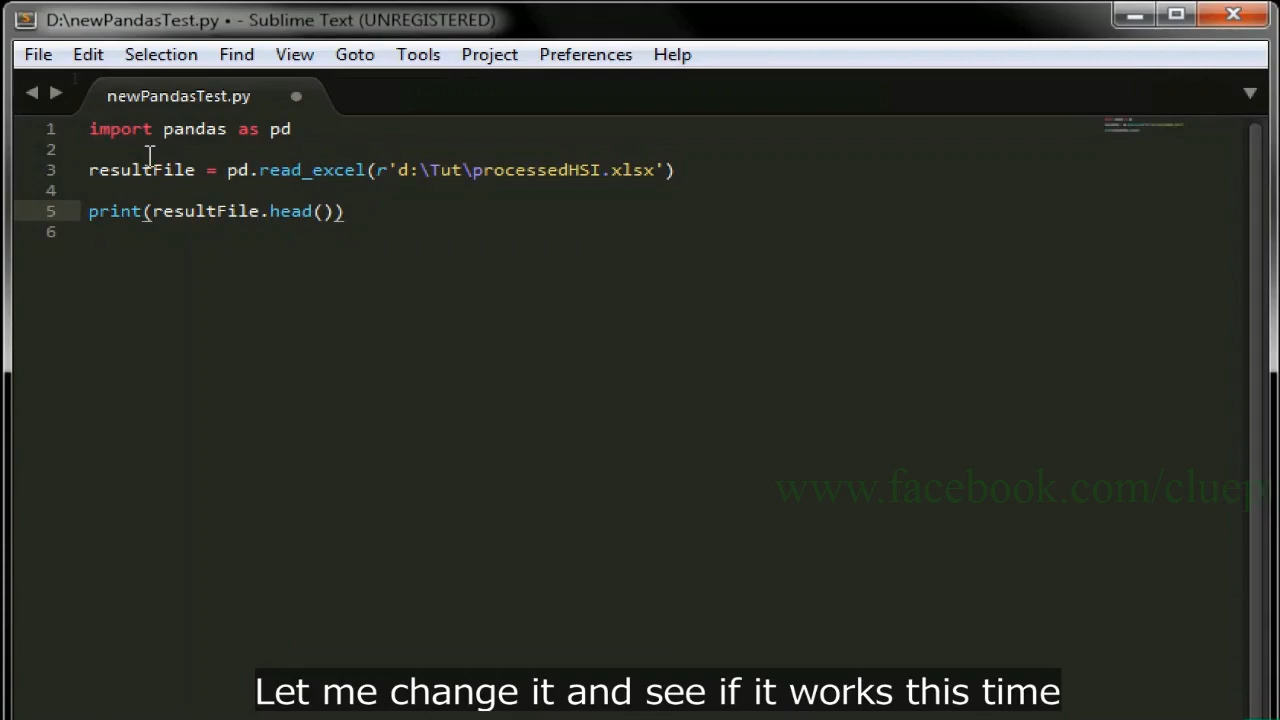 D:\newPandasTest.py • - Sublime Text (UNREGISTERED)
File Edit Selection Find View Goto Tools Project Preferences Help
newPandasTest.py
1 import pandas as pd
2
3 resultFile = pd.read_excel(r'd:\Tut\processedHSI.xlsx')
4
5 print(resultFile.head())
6
www.facebook.com/cluep
Let me change it and see if it works this time